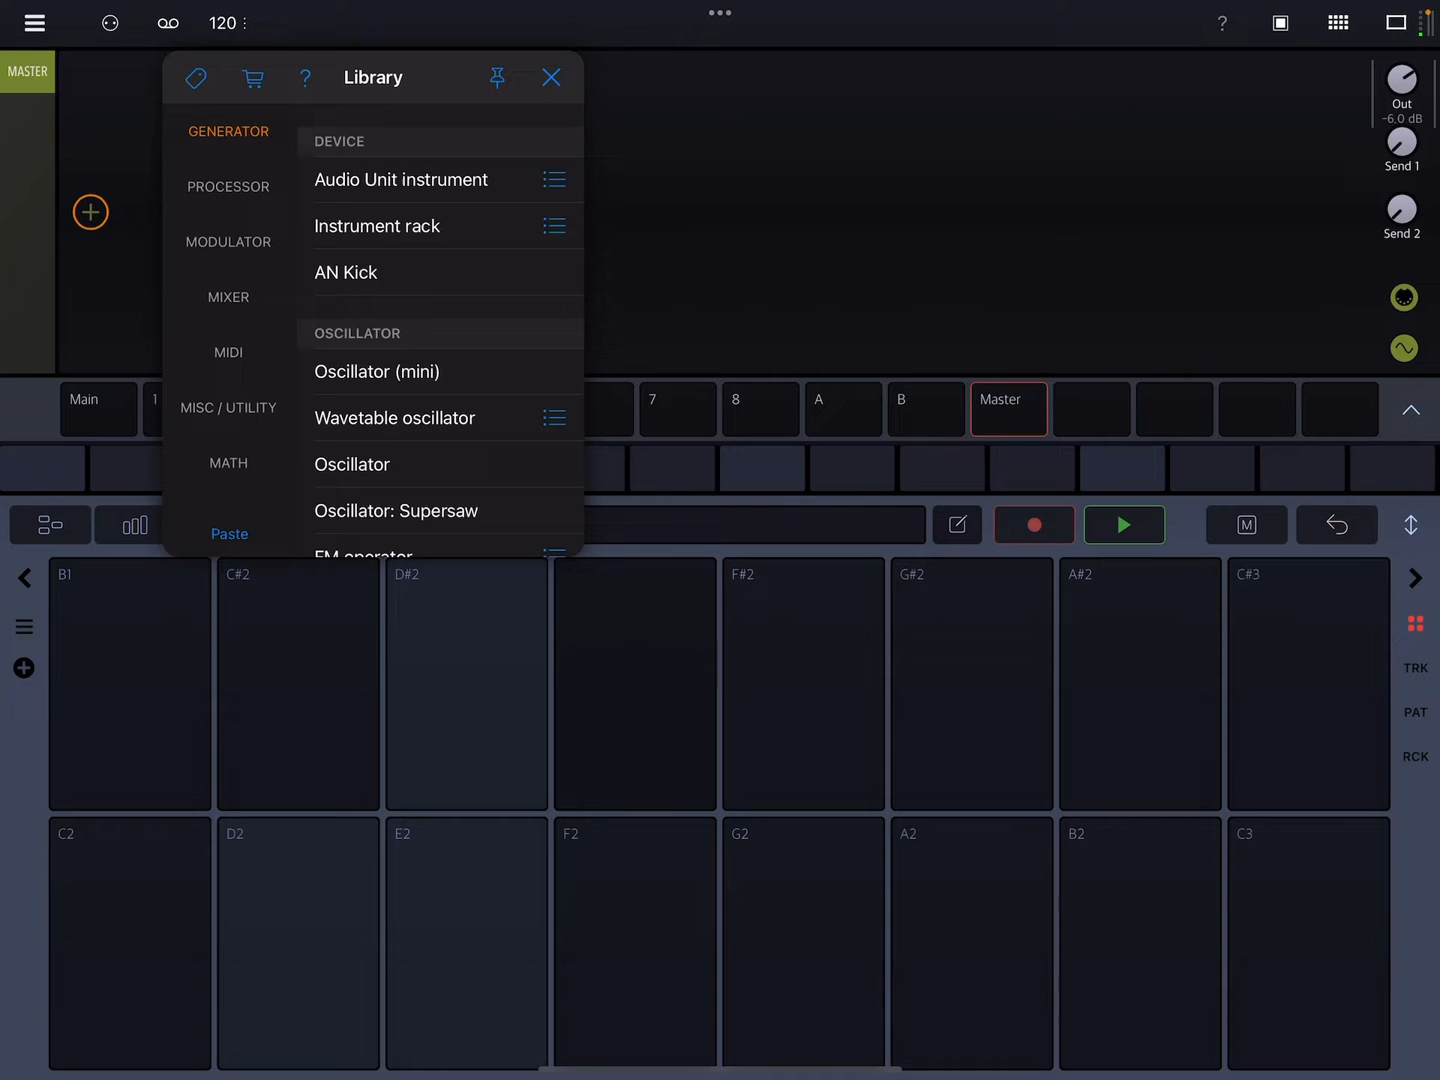 120
?
MASTER
?
Library
GENERATOR
PROCESSOR
MODULATOR
MIXER
MIDI
MISC / UTILITY
MATH
Paste
DEVICE
Audio Unit instrument
Instrument rack
AN Kick
OSCILLATOR
Oscillator (mini)
Wavetable oscillator
Oscillator
Oscillator: Supersaw
FM operator
Out
-6.0 dB
Send 1
Send 2
Main
1
7
8
A
B
Master
M
B1
C#2
D#2
F#2
G#2
A#2
C#3
TRK
PAT
RCK
C2
D2
E2
F2
G2
A2
B2
C3